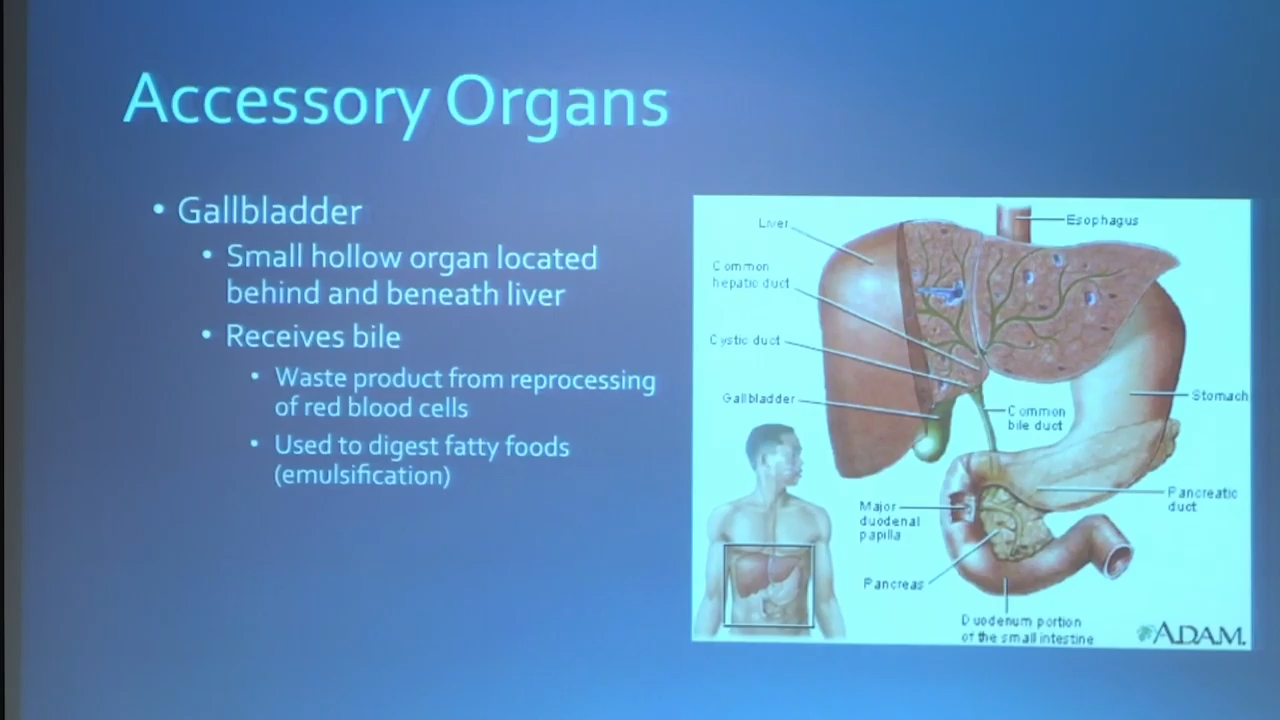 Accessory Organs
• Gallbladder
• Small hollow organ located
behind and beneath liver
• Receives bile
• Waste product from reprocessing
of red blood cells
• Used to digest fatty foods
(emulsification)
Liver
Esophagus
Common
hepatic duct
Cystic duct
Gallbladder
Stomach
Common
bile duct
Pancreatic
duct
Major
duodenal
papilla
Pancreas
Duodenum portion
of the small intestine
ADAM.